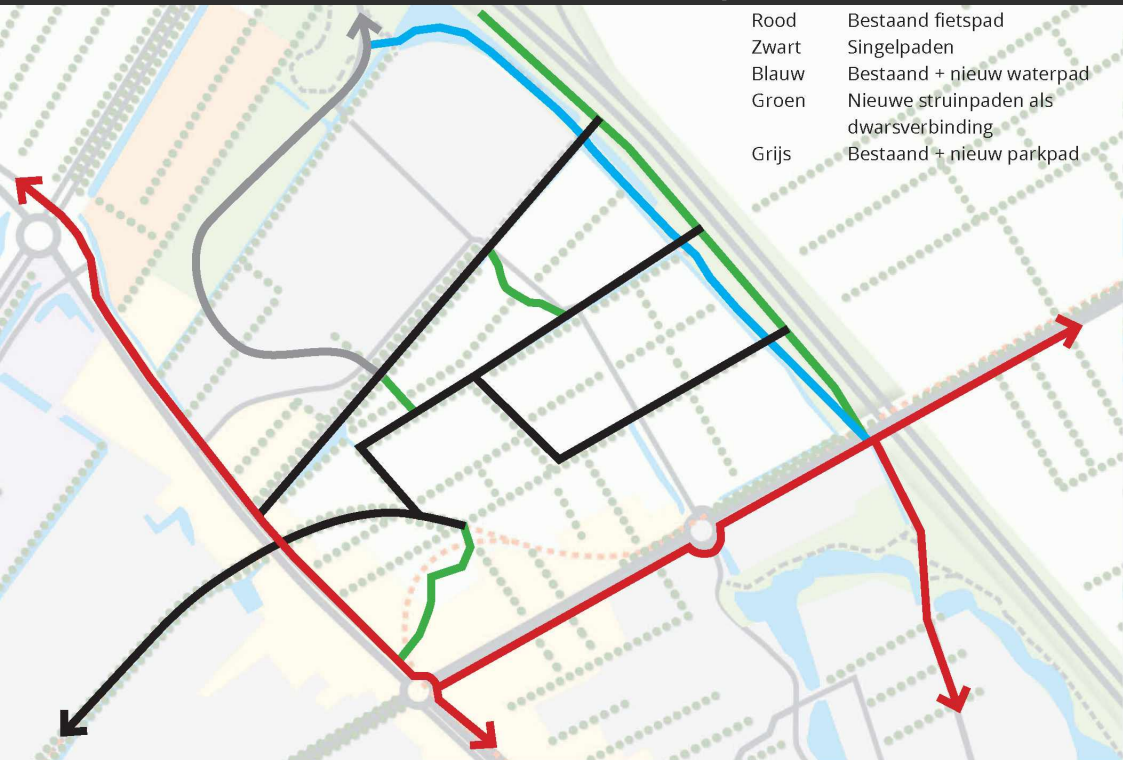 Rood Bestaand fietspad
Zwart Singelpaden
Blauw Bestaand + nieuw waterpad
Groen Nieuwe struinpaden als
dwarsverbinding
Grijs Bestaand + nieuw parkpad